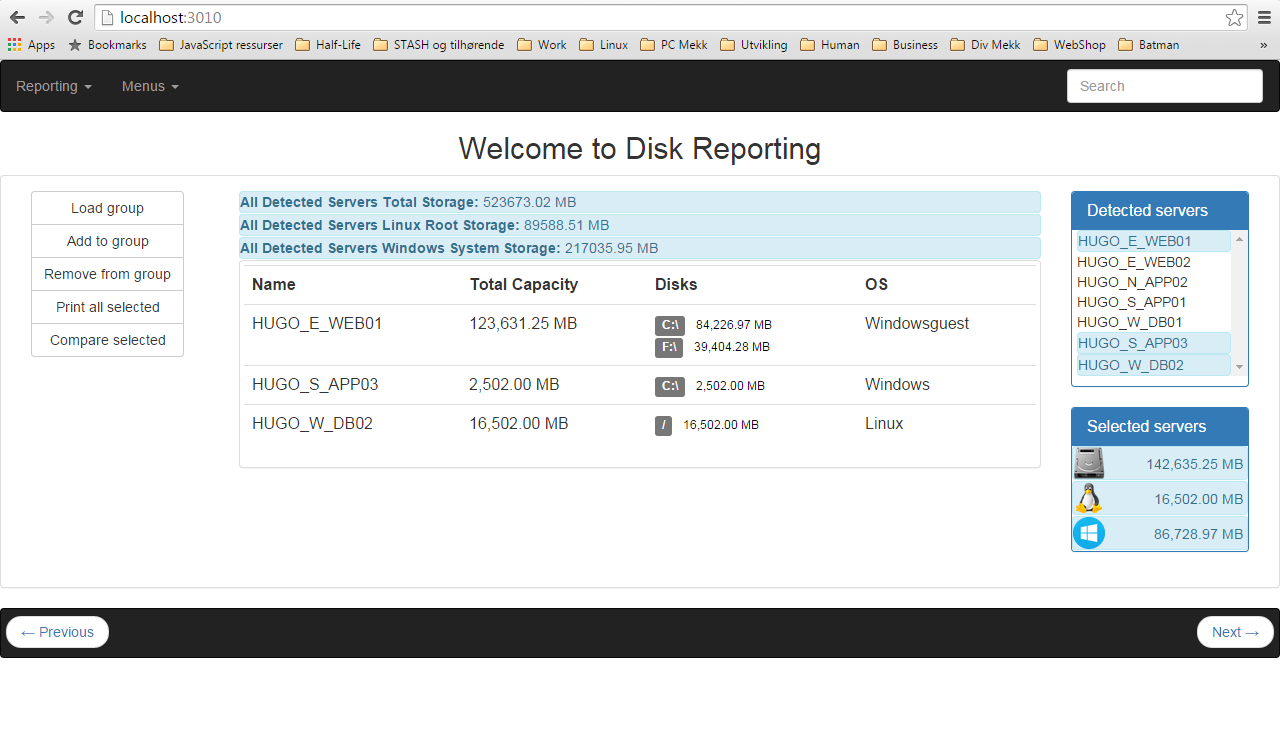 localhost:3010
Apps Bookmarks JavaScript ressurser Half-Life STASH og tilhørende Work Linux PC Mekk Utvikling Human Business Div Mekk WebShop Batman »
Reporting Menus Search
Welcome to Disk Reporting
Load group
Add to group
Remove from group
Print all selected
Compare selected
All Detected Servers Total Storage: 523673.02 MB
All Detected Servers Linux Root Storage: 89588.51 MB
All Detected Servers Windows System Storage: 217035.95 MB
Name Total Capacity Disks OS
HUGO_E_WEB01 123,631.25 MB C:\ 84,226.97 MB Windowsguest
F:\ 39,404.28 MB
HUGO_S_APP03 2,502.00 MB C:\ 2,502.00 MB Windows
HUGO_W_DB02 16,502.00 MB / 16,502.00 MB Linux
Detected servers
HUGO_E_WEB01
HUGO_E_WEB02
HUGO_N_APP02
HUGO_S_APP01
HUGO_W_DB01
HUGO_S_APP03
HUGO_W_DB02
Selected servers
142,635.25 MB
16,502.00 MB
86,728.97 MB
← Previous Next →